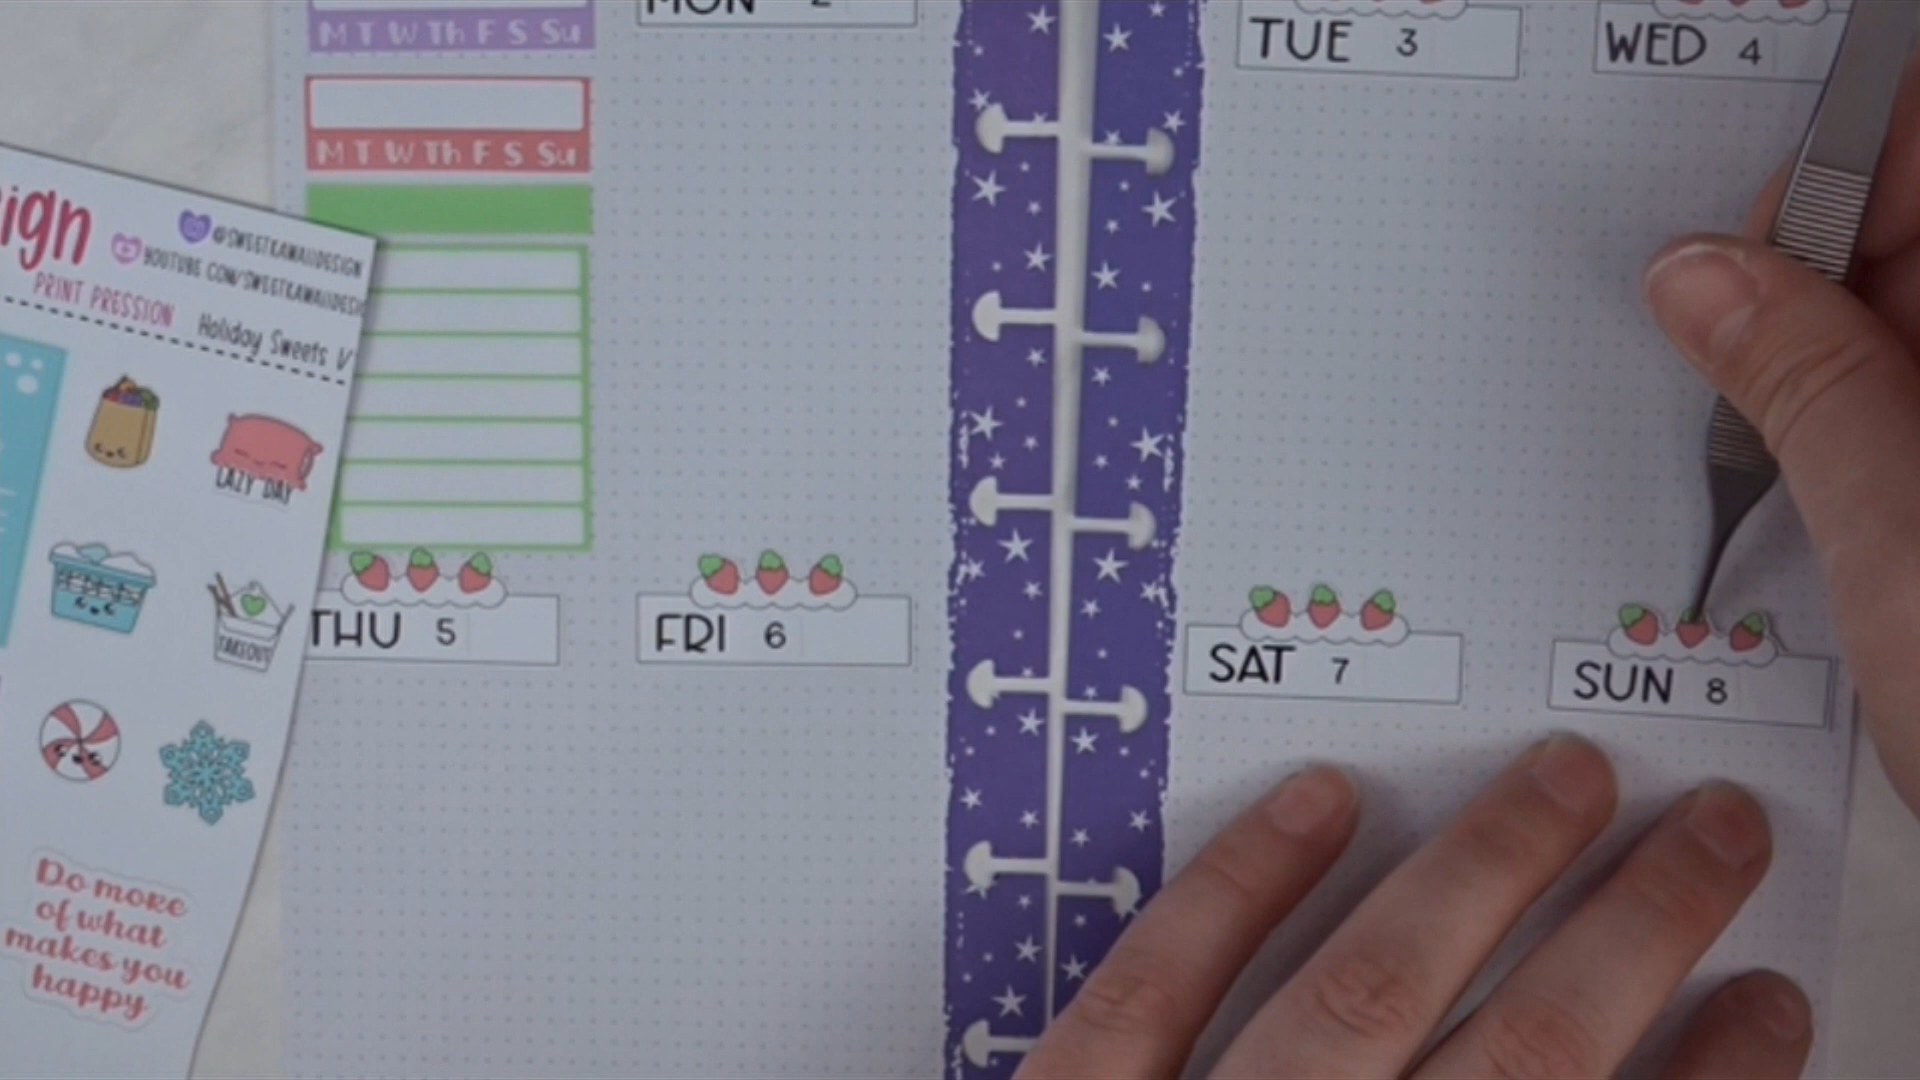 MON 2
TUE 3
WED 4
M T W Th F S Su
M T W Th F S Su
ign
@SWEETKAWAIIDESIGN
YOUTUBE.COM/SWEETKAWAIIDESI
PRINT PRESSION
Holiday Sweets V
LAZY DAY
TAKEOUT
Do more
of what
makes you
happy
THU 5
FRI 6
SAT 7
SUN 8